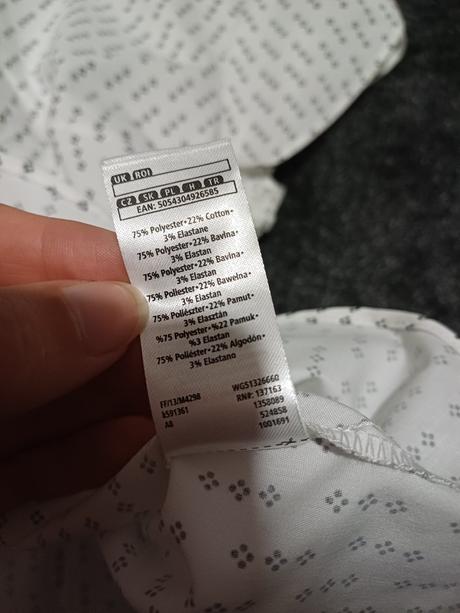 UK ROI
CZ SK PL H TR
EAN: 5054304926585
75% Polyester•22% Cotton•
3% Elastane
75% Polyester•22% Bavlna•
3% Elastan
75% Polyester•22% Bavlna•
3% Elastan
75% Poliester•22% Bawełna•
3% Elastan
75% Poliészter•22% Pamut•
3% Elasztán
%75 Polyester•%22 Pamuk•
%3 Elastan
75% Poliéster•22% Algodón•
3% Elastano
FF/13/M4298 WG51326660
k591361 RN#: 137163
A8 1358089
524858
1001691